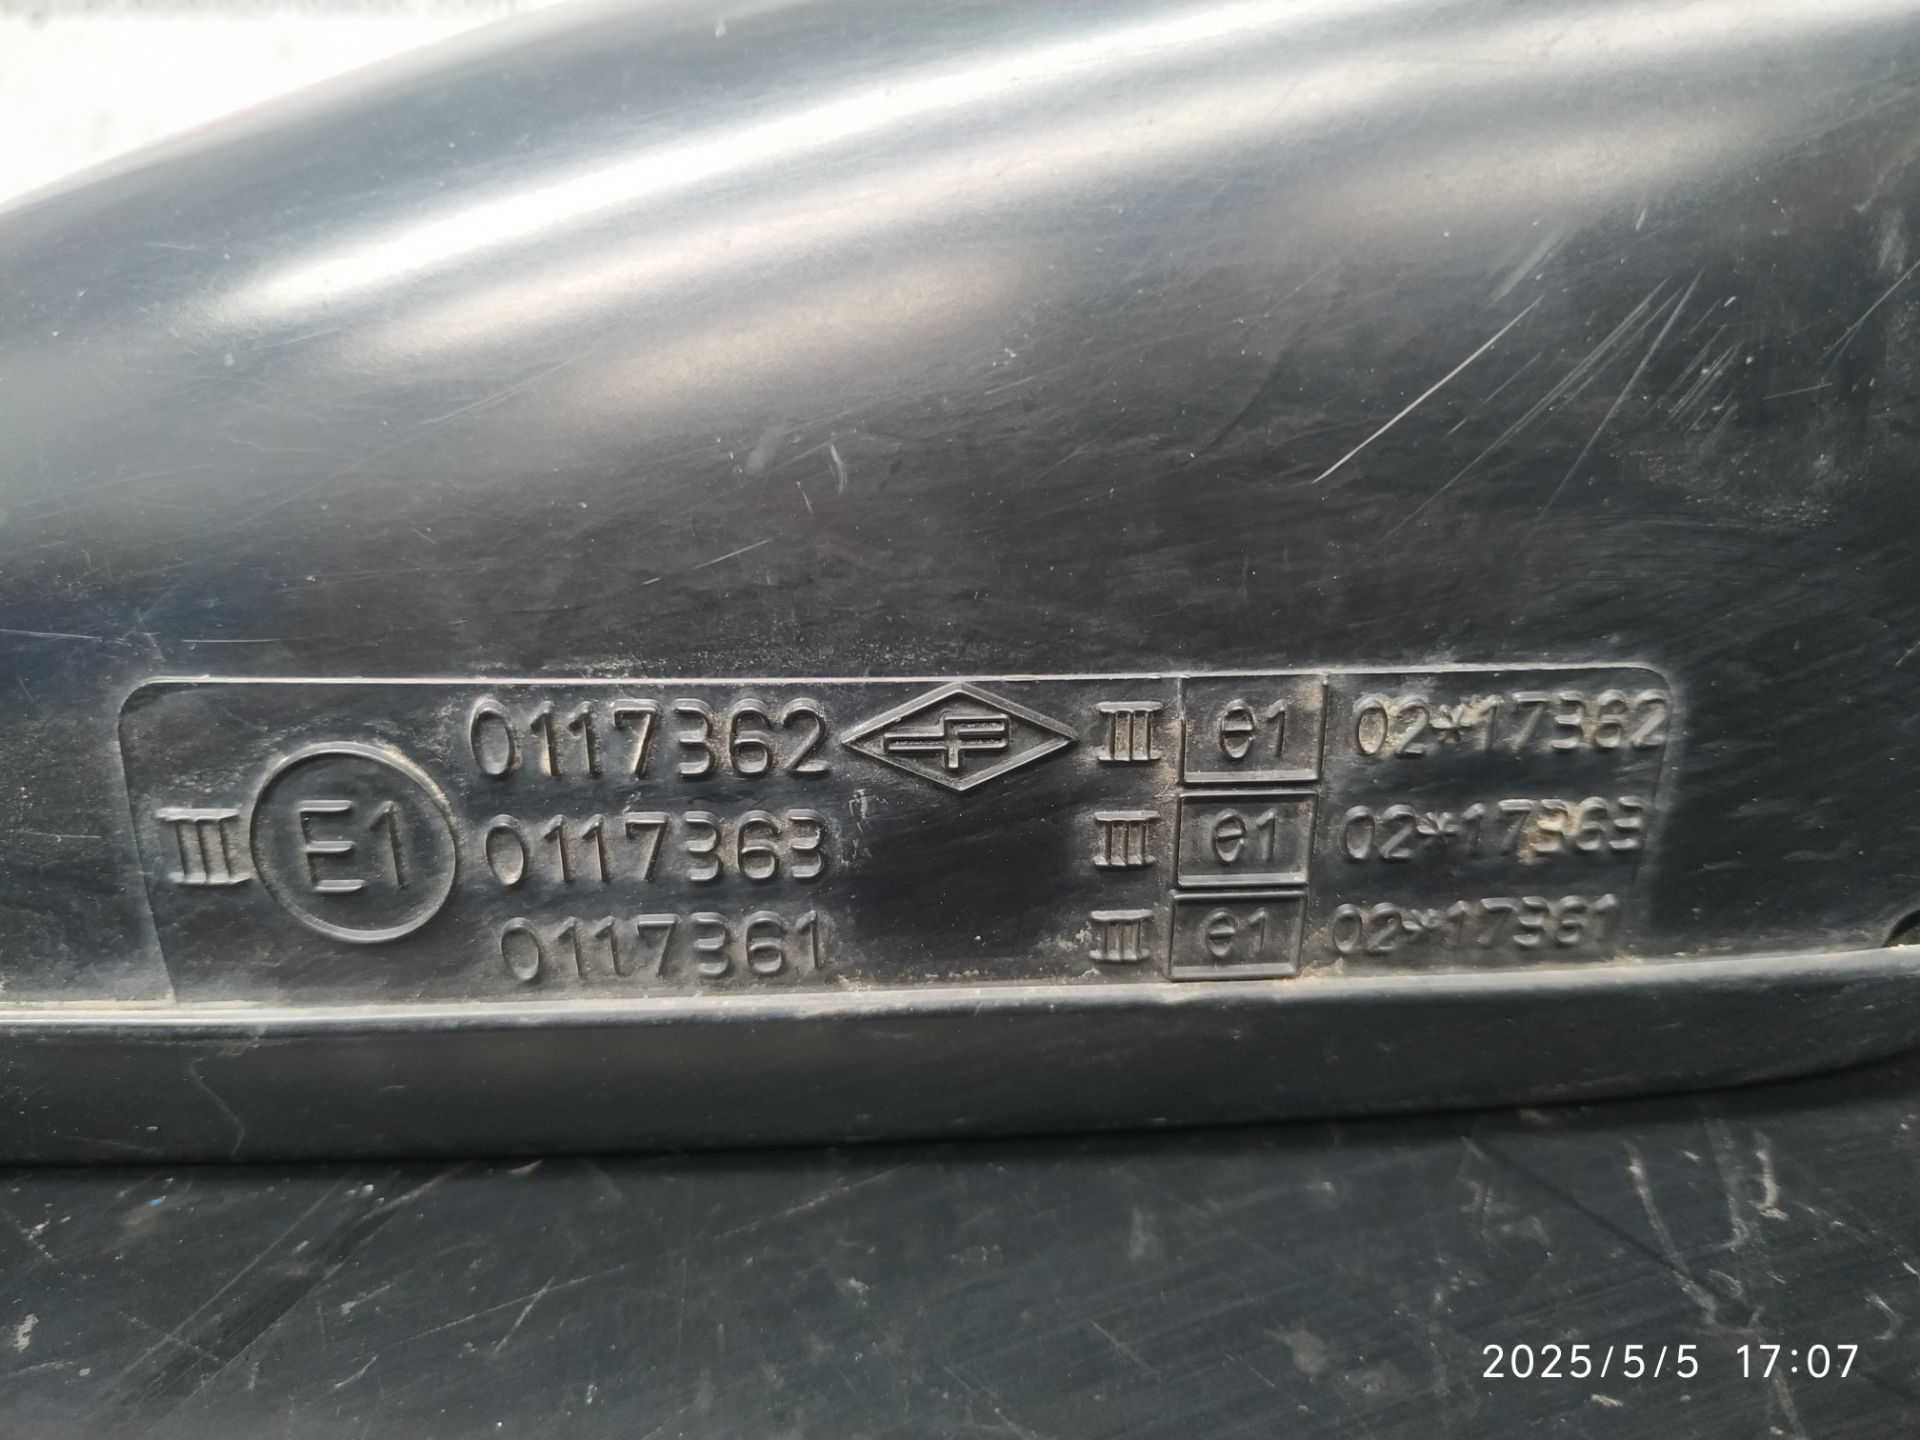 0117362 III e1 02*17362
III E1 0117363 III e1 02*17363
0117361 III e1 02*17361
2025/5/5 17:07